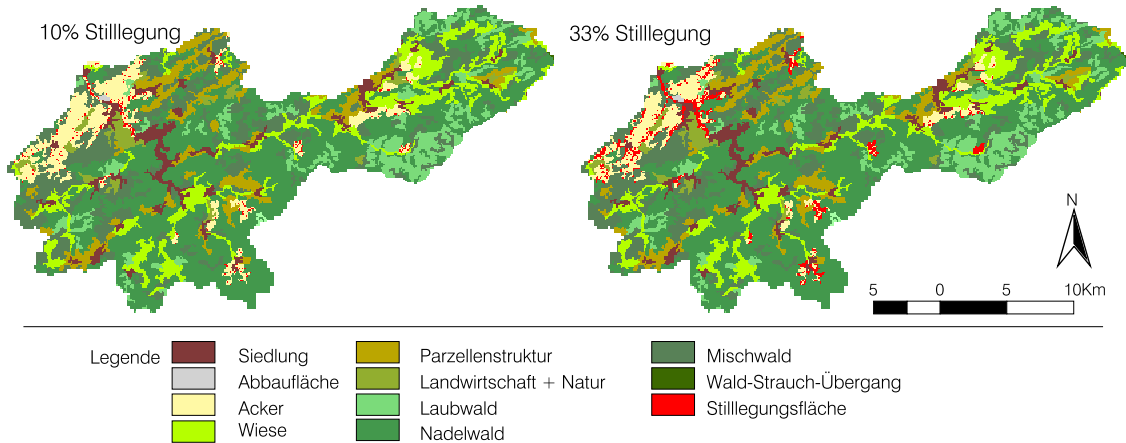 10% Stilllegung
33% Stilllegung
N
5 0 5 10Km
Legende
Siedlung
Abbaufläche
Acker
Wiese
Parzellenstruktur
Landwirtschaft + Natur
Laubwald
Nadelwald
Mischwald
Wald-Strauch-Übergang
Stilllegungsfläche